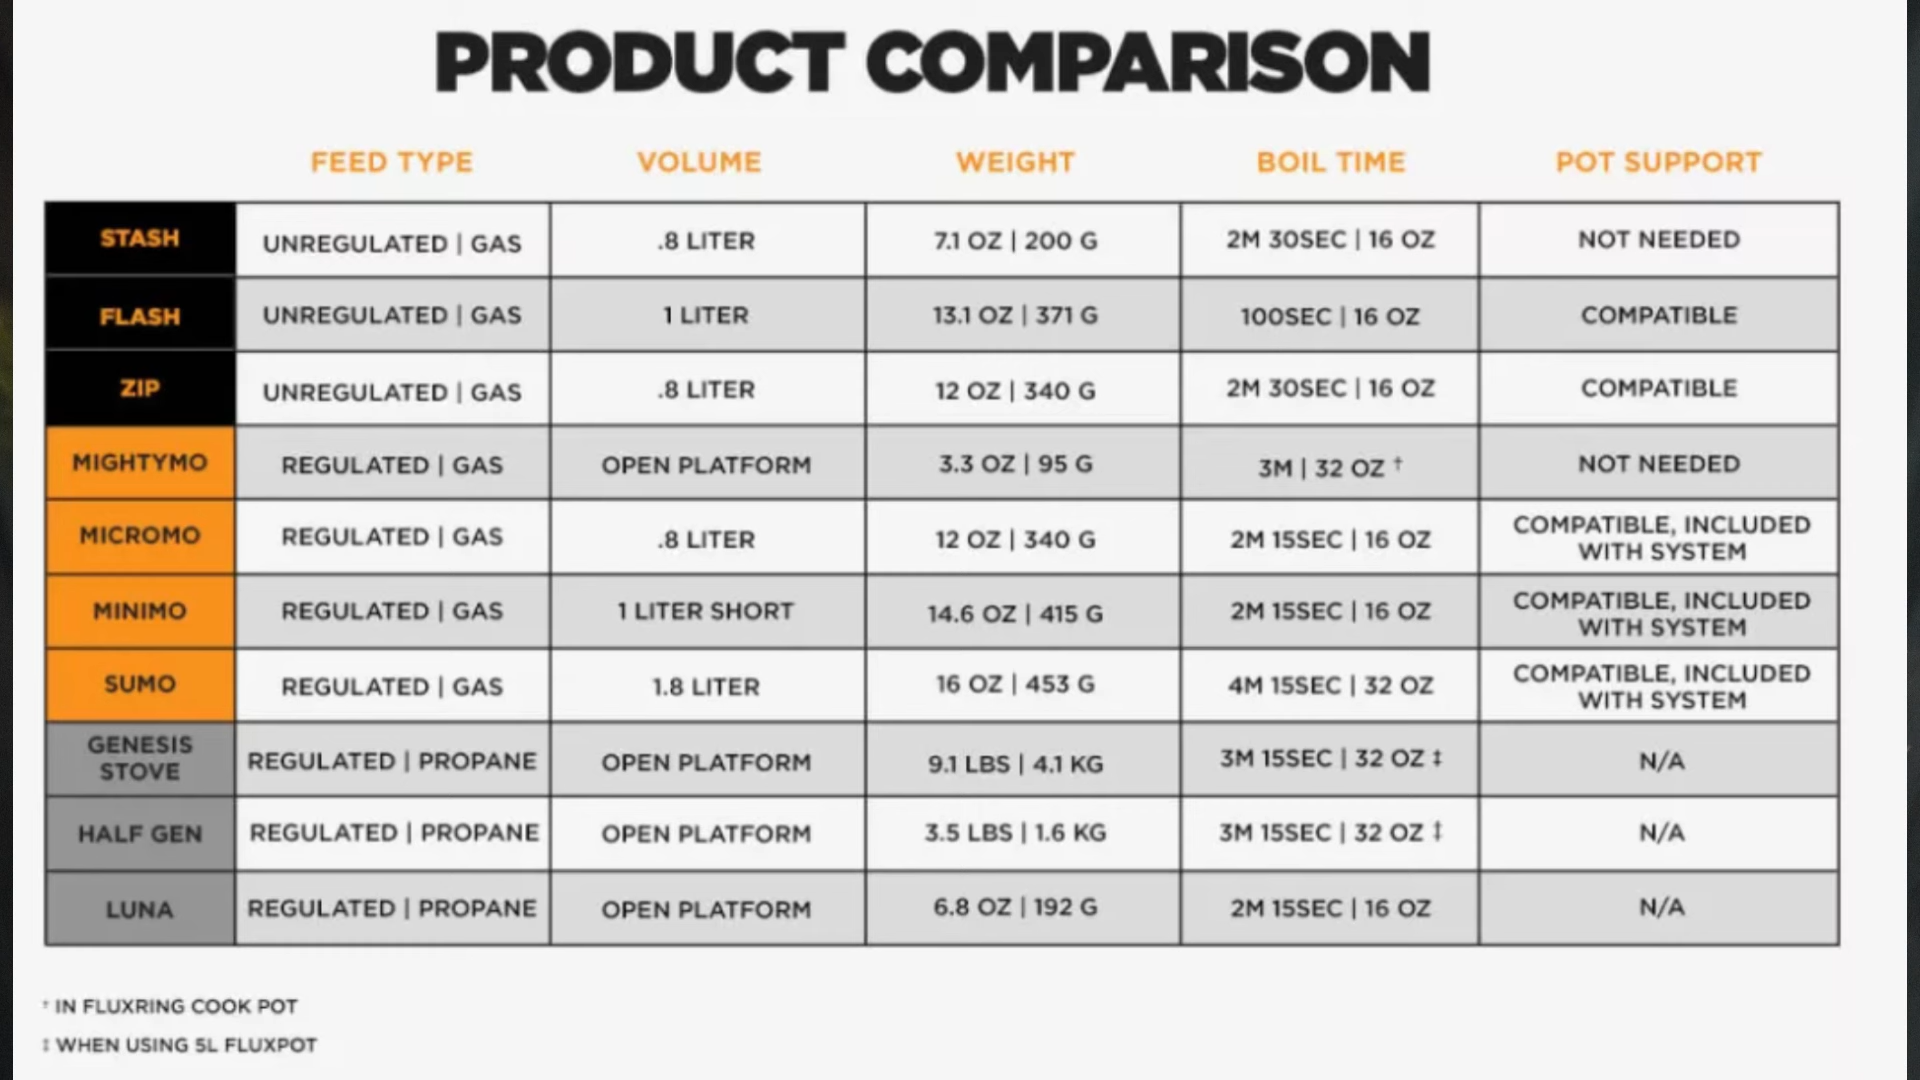 PRODUCT COMPARISON
FEED TYPE VOLUME WEIGHT BOIL TIME POT SUPPORT
STASH UNREGULATED | GAS .8 LITER 7.1 OZ | 200 G 2M 30SEC | 16 OZ NOT NEEDED
FLASH UNREGULATED | GAS 1 LITER 13.1 OZ | 371 G 100SEC | 16 OZ COMPATIBLE
ZIP UNREGULATED | GAS .8 LITER 12 OZ | 340 G 2M 30SEC | 16 OZ COMPATIBLE
MIGHTYMO REGULATED | GAS OPEN PLATFORM 3.3 OZ | 95 G 3M | 32 OZ † NOT NEEDED
MICROMO REGULATED | GAS .8 LITER 12 OZ | 340 G 2M 15SEC | 16 OZ COMPATIBLE, INCLUDED
WITH SYSTEM
MINIMO REGULATED | GAS 1 LITER SHORT 14.6 OZ | 415 G 2M 15SEC | 16 OZ COMPATIBLE, INCLUDED
WITH SYSTEM
SUMO REGULATED | GAS 1.8 LITER 16 OZ | 453 G 4M 15SEC | 32 OZ COMPATIBLE, INCLUDED
WITH SYSTEM
GENESIS
STOVE REGULATED | PROPANE OPEN PLATFORM 9.1 LBS | 4.1 KG 3M 15SEC | 32 OZ ‡ N/A
HALF GEN REGULATED | PROPANE OPEN PLATFORM 3.5 LBS | 1.6 KG 3M 15SEC | 32 OZ ‡ N/A
LUNA REGULATED | PROPANE OPEN PLATFORM 6.8 OZ | 192 G 2M 15SEC | 16 OZ N/A
† IN FLUXRING COOK POT
‡ WHEN USING 5L FLUXPOT